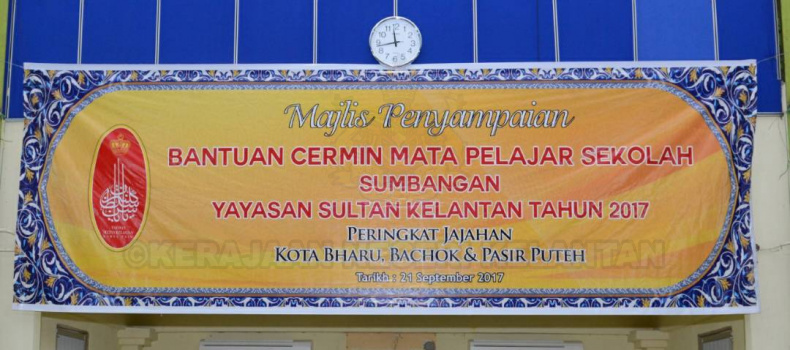 Majlis Penyampaian
BANTUAN CERMIN MATA PELAJAR SEKOLAH
SUMBANGAN
YAYASAN SULTAN KELANTAN TAHUN 2017
PERINGKAT JAJAHAN
KOTA BHARU, BACHOK & PASIR PUTEH
Tarikh : 21 September 2017